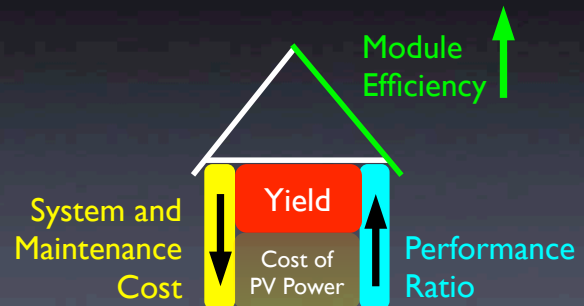 Module
Efficiency
System and
Maintenance
Cost
Yield
Cost of
PV Power
Performance
Ratio